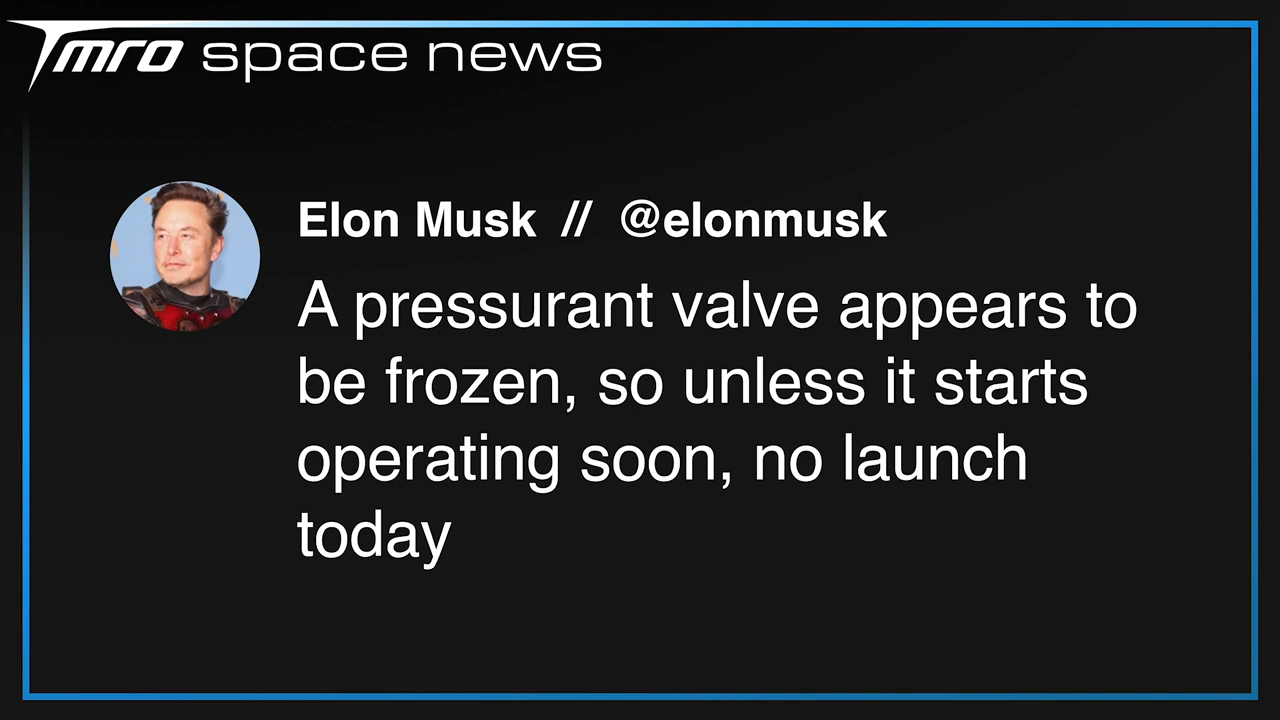 Tmro space news
Elon Musk // @elonmusk
A pressurant valve appears to
be frozen, so unless it starts
operating soon, no launch
today